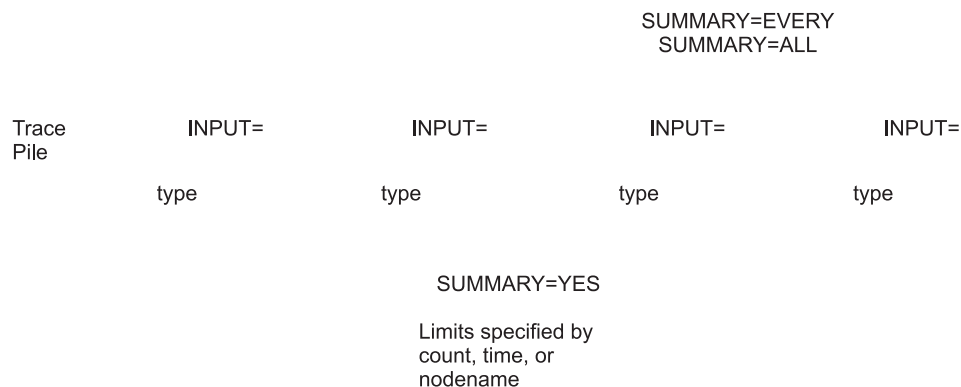 SUMMARY=EVERY
SUMMARY=ALL
Trace
Pile
INPUT= INPUT= INPUT= INPUT=
type type type type
SUMMARY=YES
Limits specified by
count, time, or
nodename